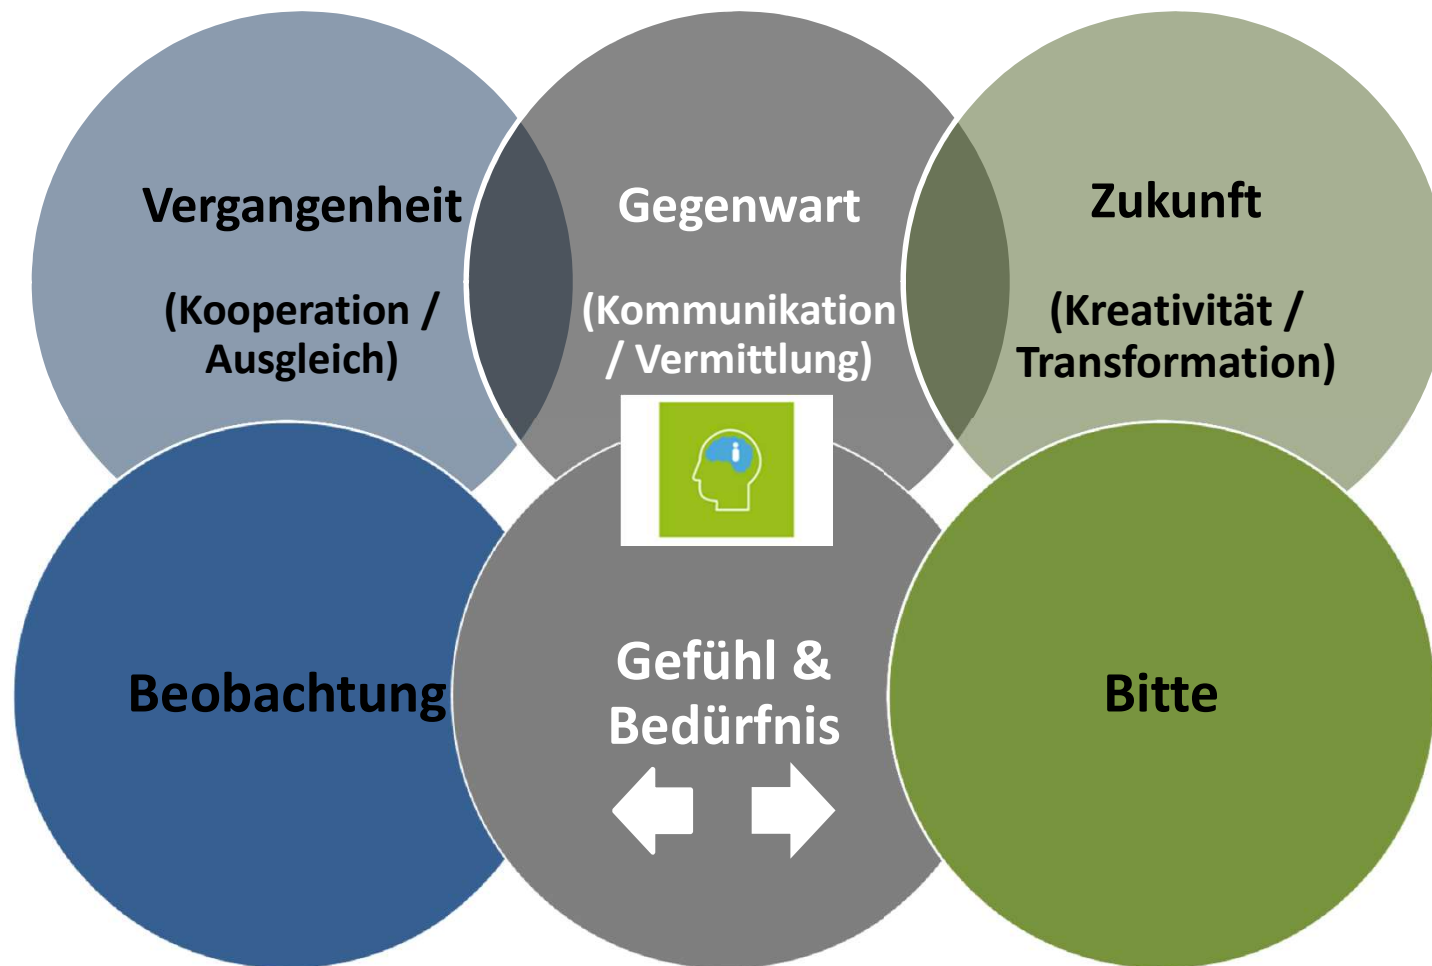 Vergangenheit
(Kooperation /
Ausgleich)
Gegenwart
(Kommunikation
/ Vermittlung)
Zukunft
(Kreativität /
Transformation)
i
Beobachtung
Gefühl &
Bedürfnis
Bitte